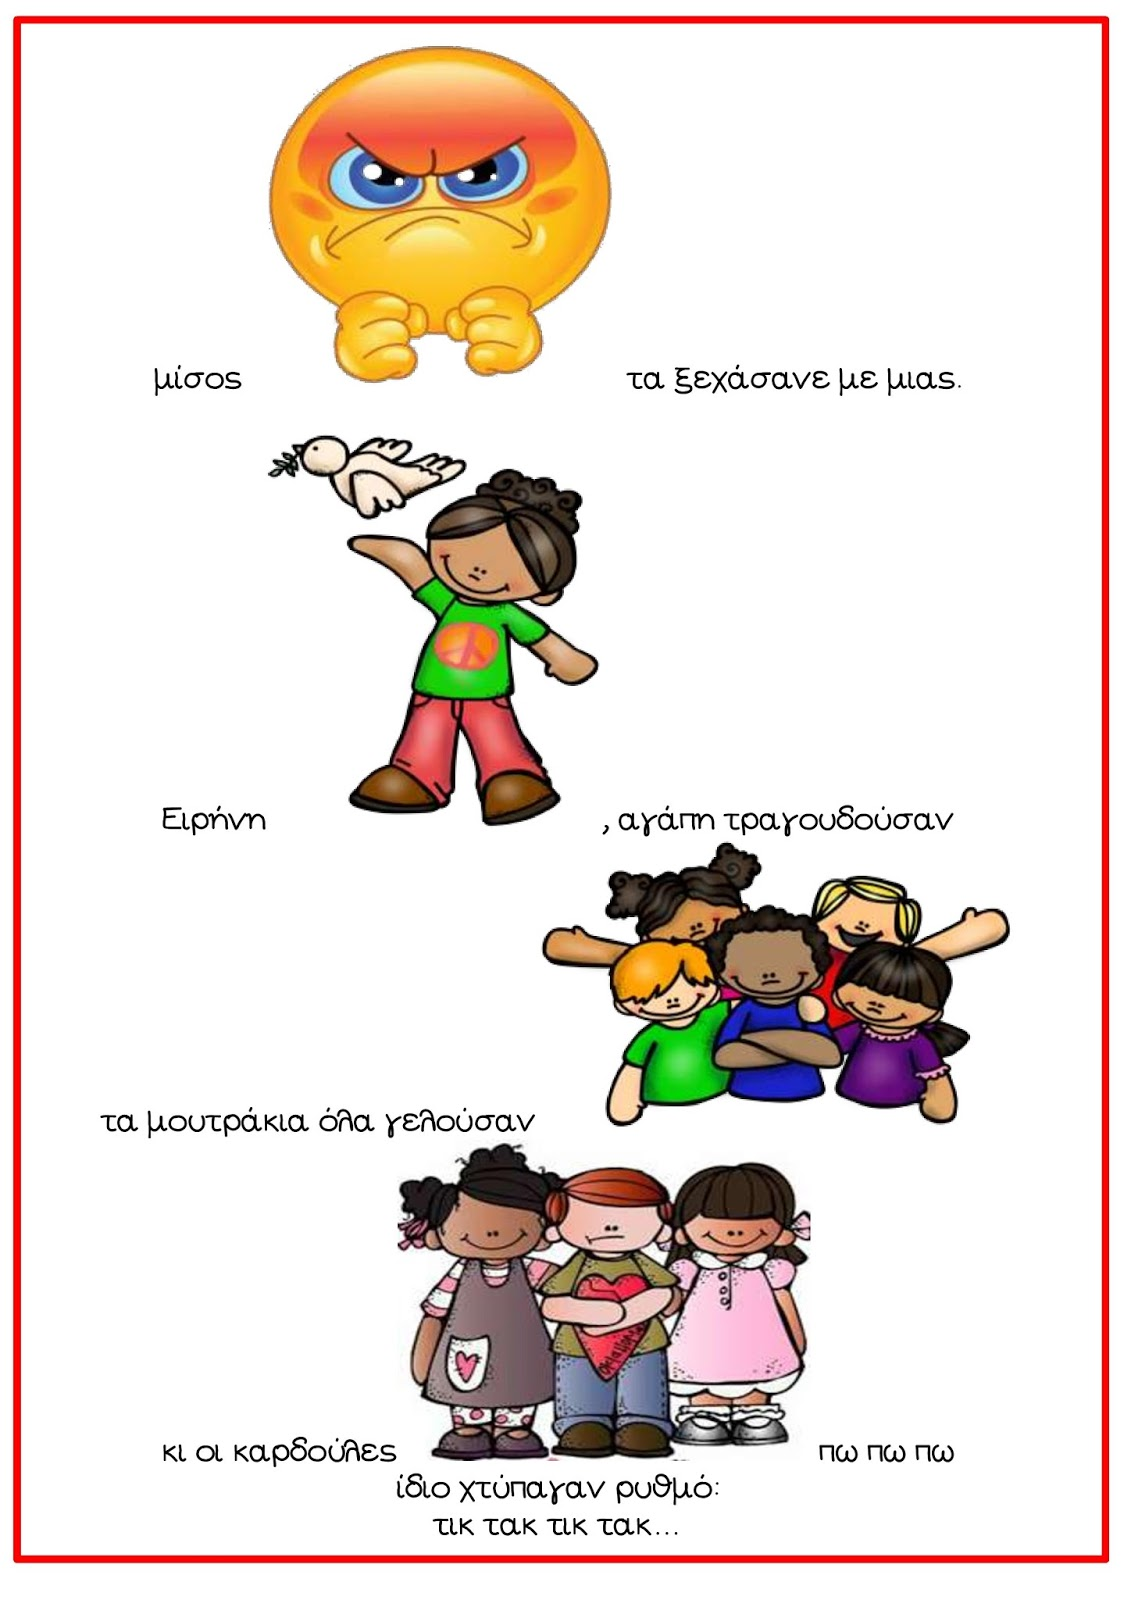 μίσος τα ξεχάσανε με μιας.
Ειρήνη , αγάπη τραγουδούσαν
τα μουτράκια όλα γελούσαν
κι οι καρδούλες πω πω πω
ίδιο χτύπαγαν ρυθμό:
τικ τακ τικ τακ...